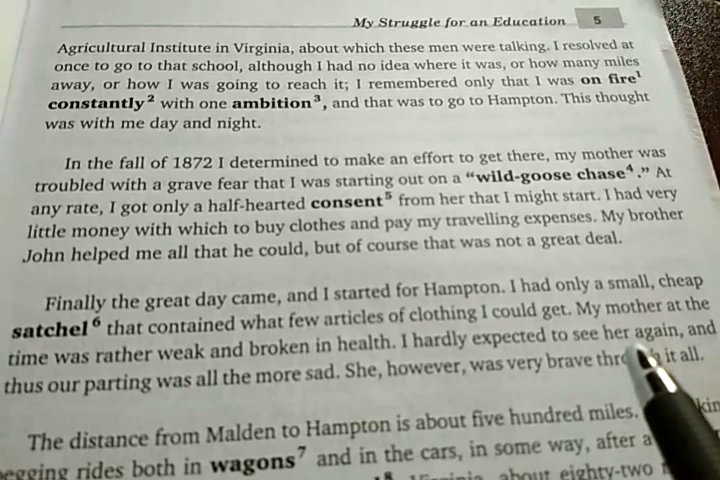 My Struggle for an Education 5
Agricultural Institute in Virginia, about which these men were talking. I resolved at
once to go to that school, although I had no idea where it was, or how many miles
away, or how I was going to reach it; I remembered only that I was on fire¹
constantly² with one ambition³, and that was to go to Hampton. This thought
was with me day and night.
In the fall of 1872 I determined to make an effort to get there, my mother was
troubled with a grave fear that I was starting out on a “wild-goose chase⁴.” At
any rate, I got only a half-hearted consent⁵ from her that I might start. I had very
little money with which to buy clothes and pay my travelling expenses. My brother
John helped me all that he could, but of course that was not a great deal.
Finally the great day came, and I started for Hampton. I had only a small, cheap
satchel⁶ that contained what few articles of clothing I could get. My mother at the
time was rather weak and broken in health. I hardly expected to see her again, and
thus our parting was all the more sad. She, however, was very brave it all.
The distance from Malden to Hampton is about five hundred miles.
rides both in wagons⁷ and in the cars, in some way, after a
about eighty-two